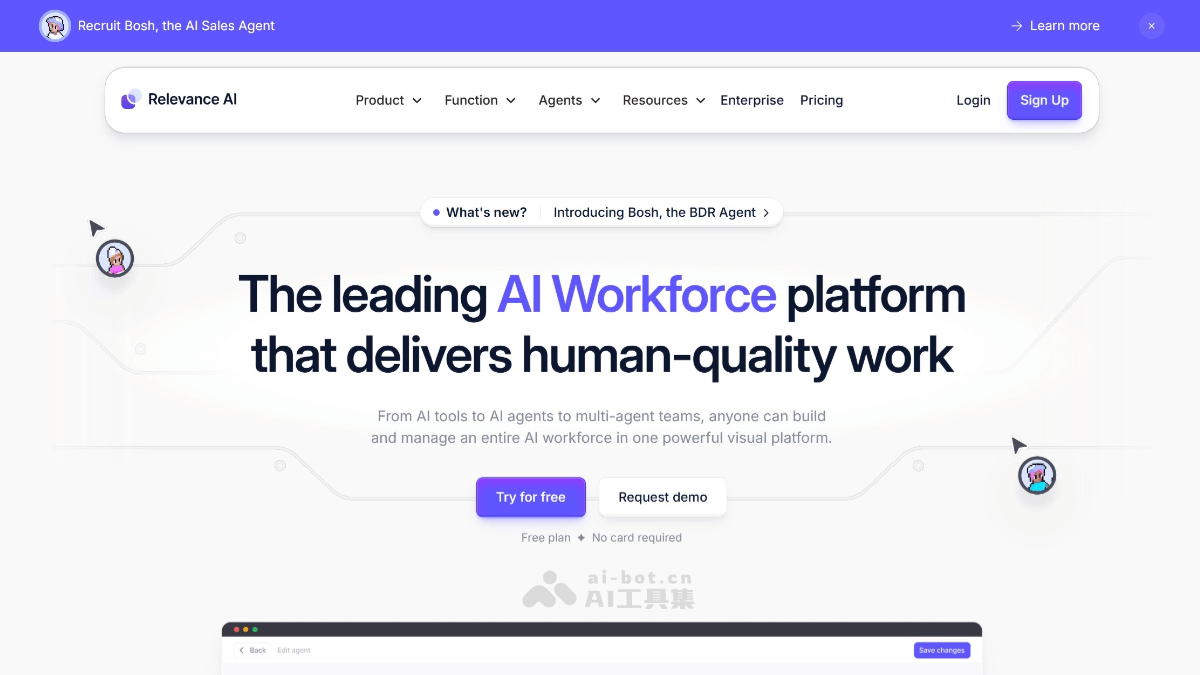 Recruit Bosh, the AI Sales Agent
Learn more
Relevance AI
Product
Function
Agents
Resources
Enterprise
Pricing
Login
Sign Up
What's new?
Introducing Bosh, the BDR Agent
The leading AI Workforce platform
that delivers human-quality work
From AI tools to AI agents to multi-agent teams, anyone can build
and manage an entire AI workforce in one powerful visual platform.
Try for free
Request demo
Free plan ✦ No card required
ai-bot.cn
AI工具集
Back
Edit agent
Save changes